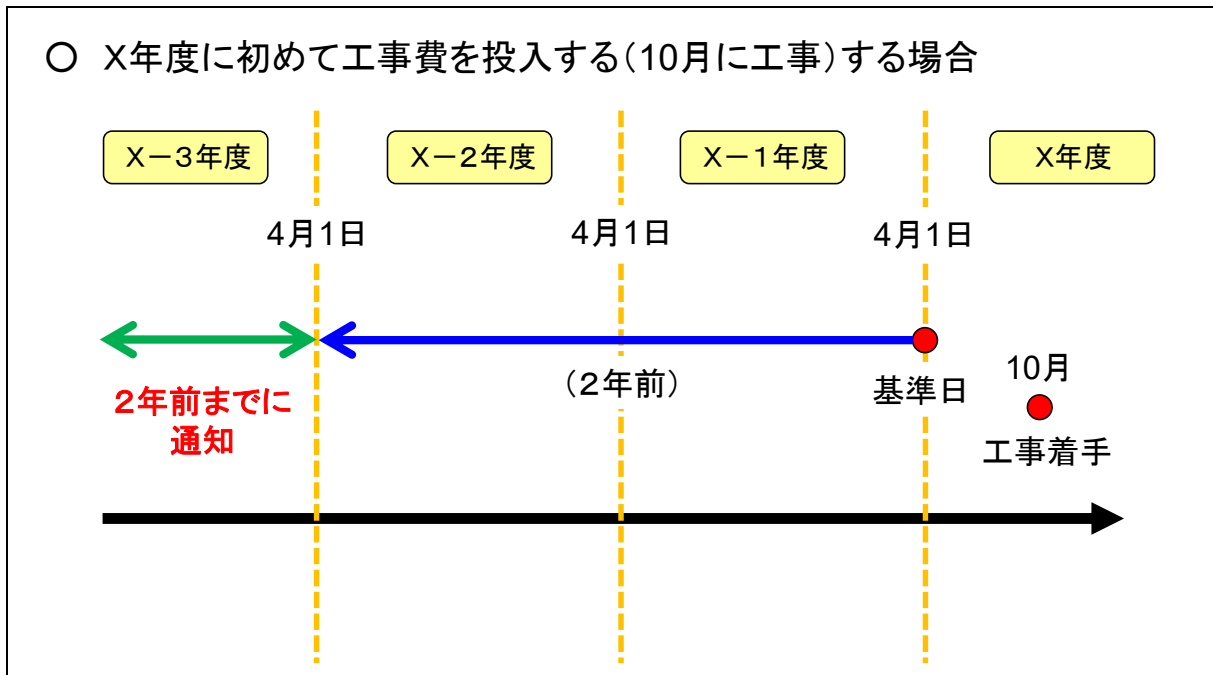 ○ X年度に初めて工事費を投入する(10月に工事)する場合
X－3年度
X－2年度
X－1年度
X年度
4月1日
4月1日
4月1日
(2年前)
基準日
10月
工事着手
2年前までに
通知